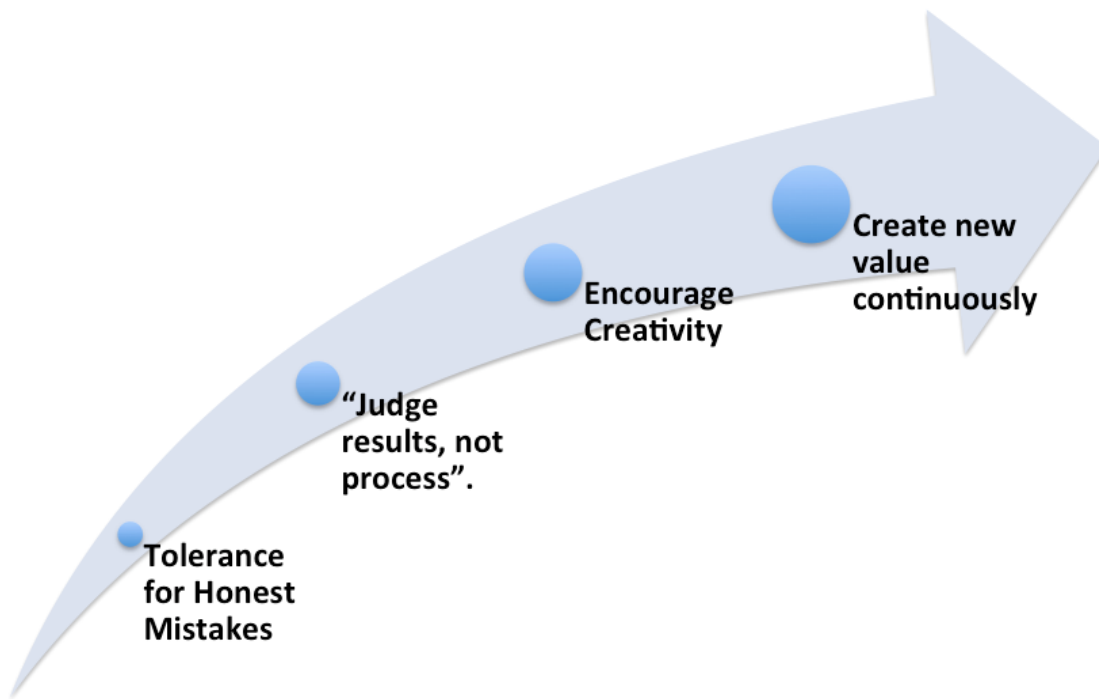 Tolerance
for Honest
Mistakes
“Judge
results, not
process”.
Encourage
Creativity
Create new
value
continuously